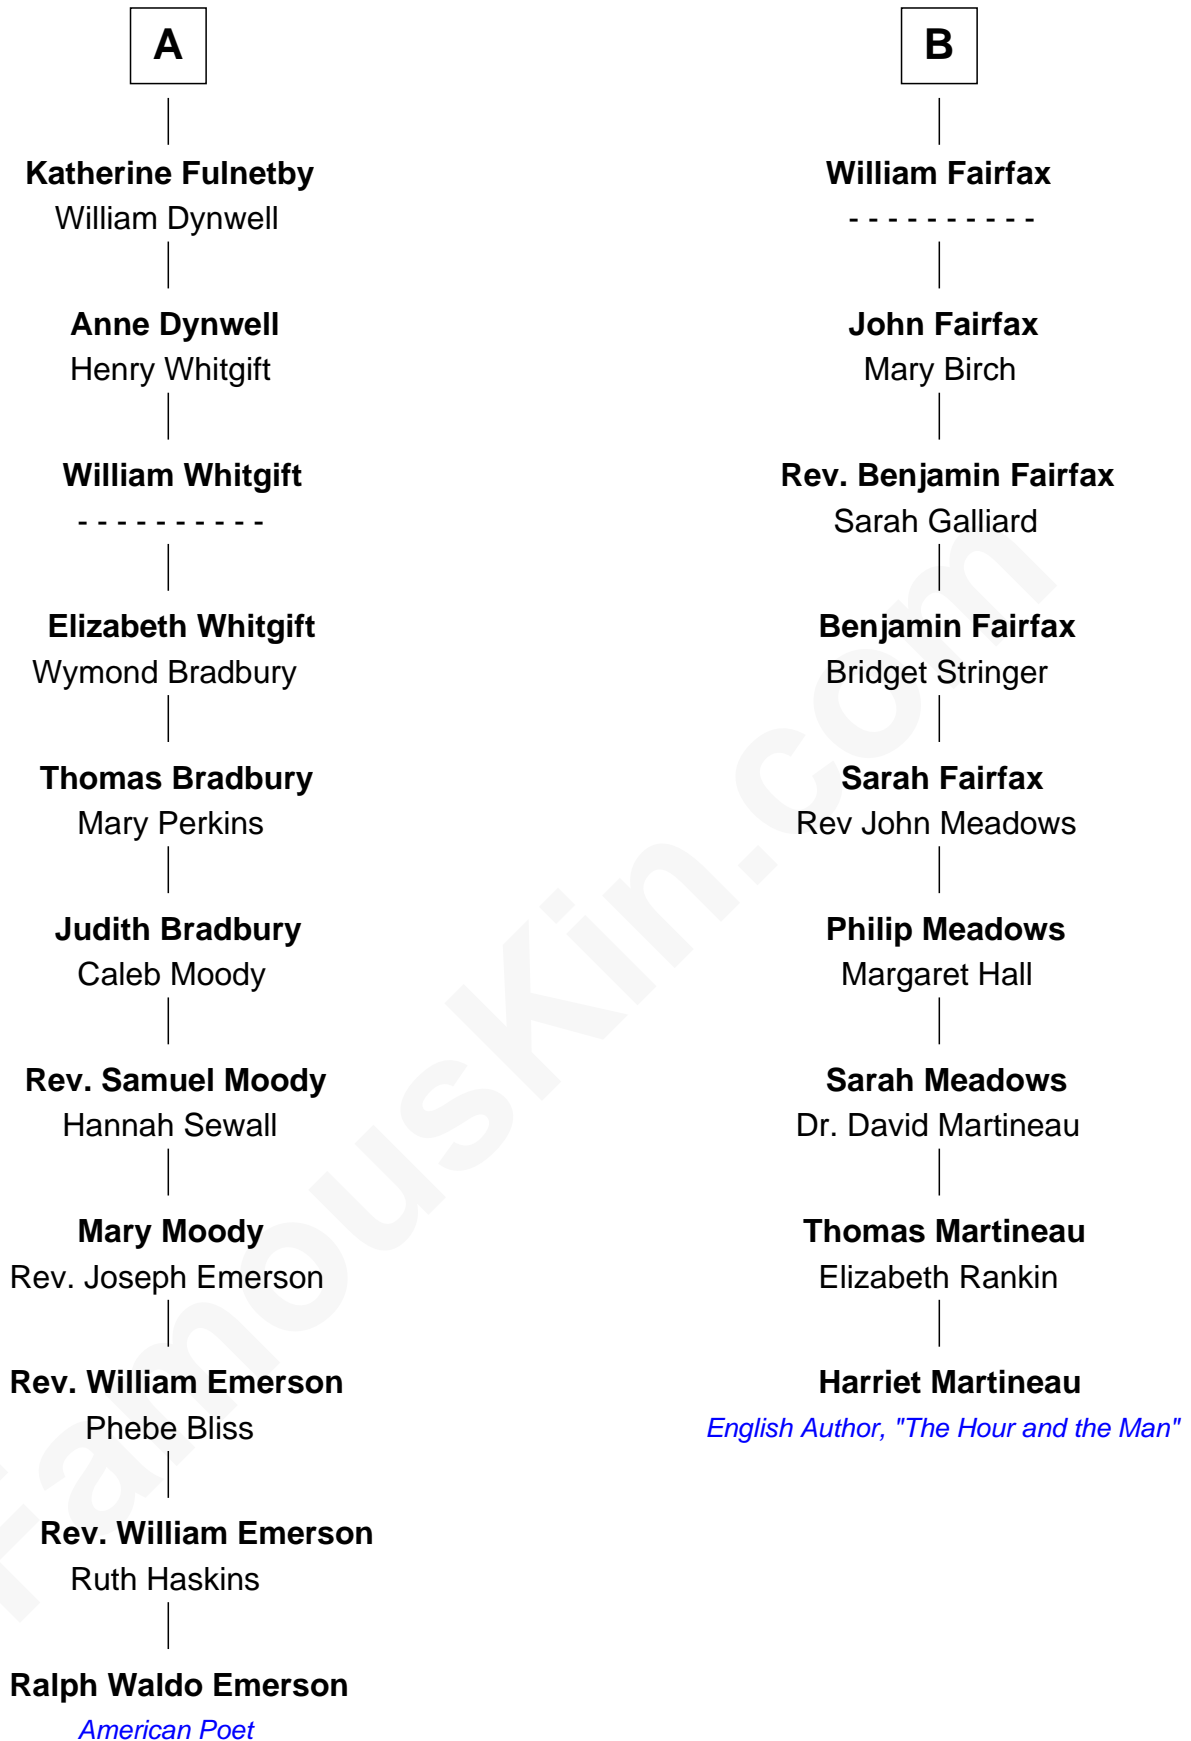 A
Katherine Fulnetby
William Dynwell
Anne Dynwell
Henry Whitgift
William Whitgift
- - - - - - - - - -
Elizabeth Whitgift
Wymond Bradbury
Thomas Bradbury
Mary Perkins
Judith Bradbury
Caleb Moody
Rev. Samuel Moody
Hannah Sewall
Mary Moody
Rev. Joseph Emerson
Rev. William Emerson
Phebe Bliss
Rev. William Emerson
Ruth Haskins
Ralph Waldo Emerson
American Poet
B
William Fairfax
- - - - - - - - - -
John Fairfax
Mary Birch
Rev. Benjamin Fairfax
Sarah Galliard
Benjamin Fairfax
Bridget Stringer
Sarah Fairfax
Rev John Meadows
Philip Meadows
Margaret Hall
Sarah Meadows
Dr. David Martineau
Thomas Martineau
Elizabeth Rankin
Harriet Martineau
English Author, "The Hour and the Man"
FamousKin.com